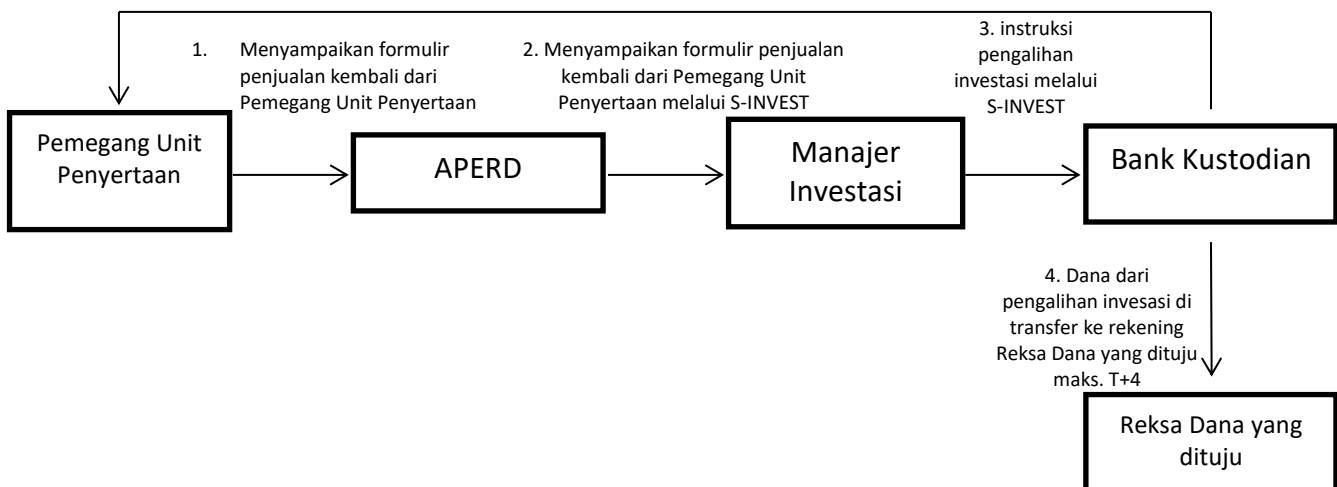 1. Menyampaikan formulir
penjualan kembali dari
Pemegang Unit Penyertaan
2. Menyampaikan formulir penjualan
kembali dari Pemegang Unit
Penyertaan melalui S-INVEST
3. instruksi
pengalihan
investasi melalui
S-INVEST
Pemegang Unit
Penyertaan
APERD
Manajer
Investasi
Bank Kustodian
4. Dana dari
pengalihan invesasi di
transfer ke rekening
Reksa Dana yang dituju
maks. T+4
Reksa Dana yang
dituju